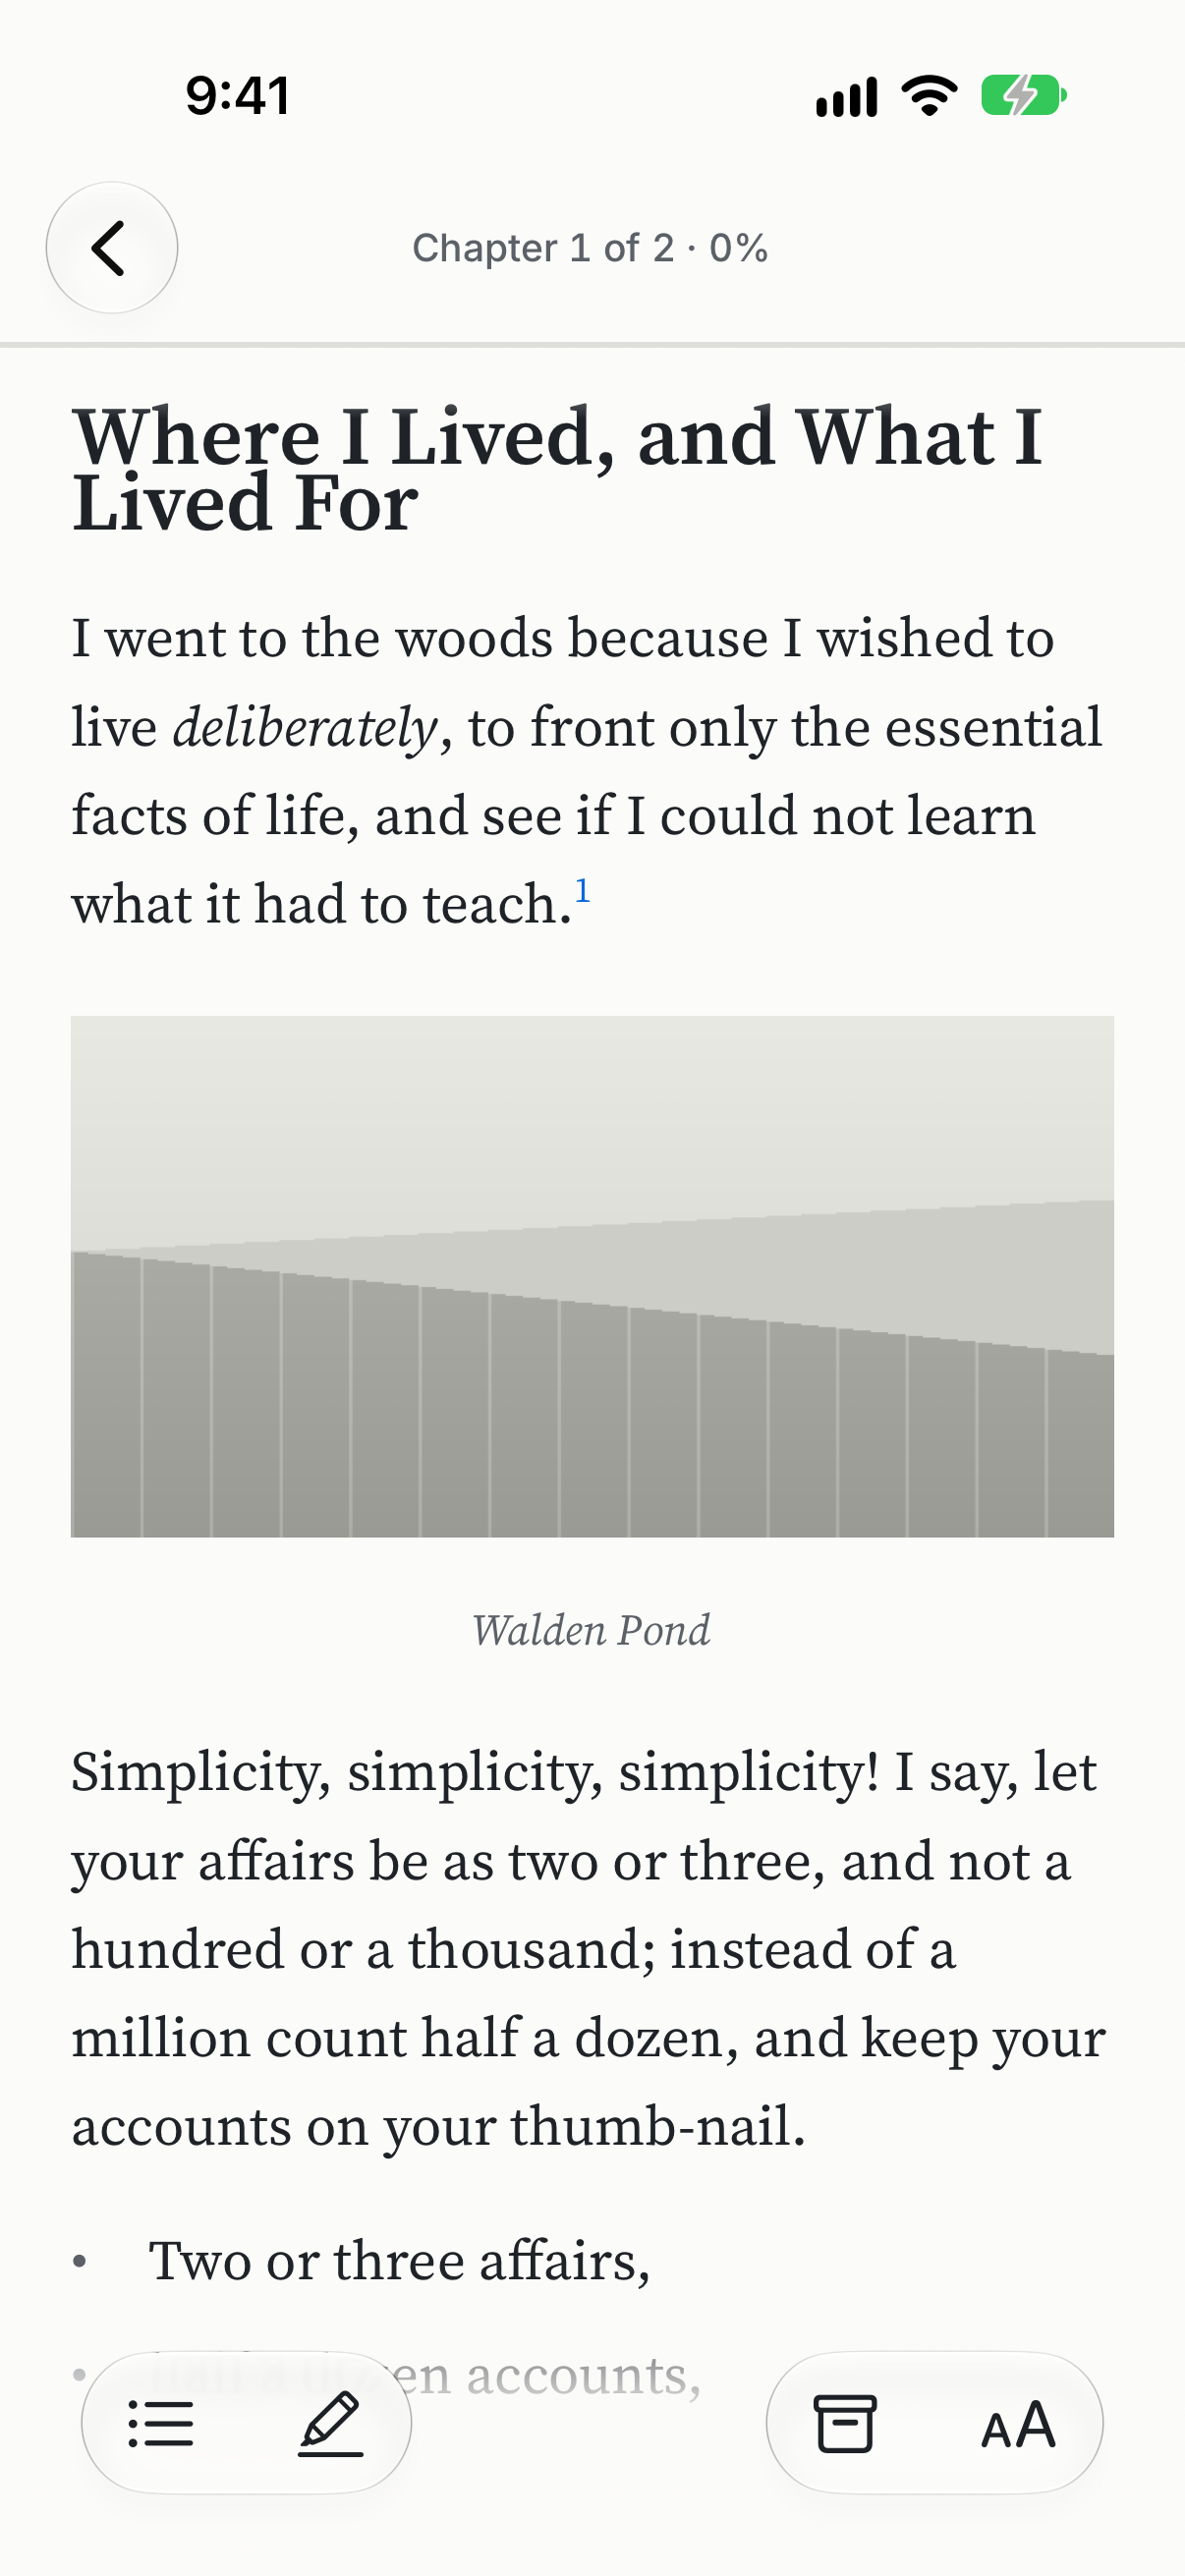 9:41
Chapter 1 of 2 · 0%
Where I Lived, and What I
Lived For
I went to the woods because I wished to
live deliberately, to front only the essential
facts of life, and see if I could not learn
what it had to teach.1
Walden Pond
Simplicity, simplicity, simplicity! I say, let
your affairs be as two or three, and not a
hundred or a thousand; instead of a
million count half a dozen, and keep your
accounts on your thumb-nail.
• Two or three affairs,
• accounts,
AA